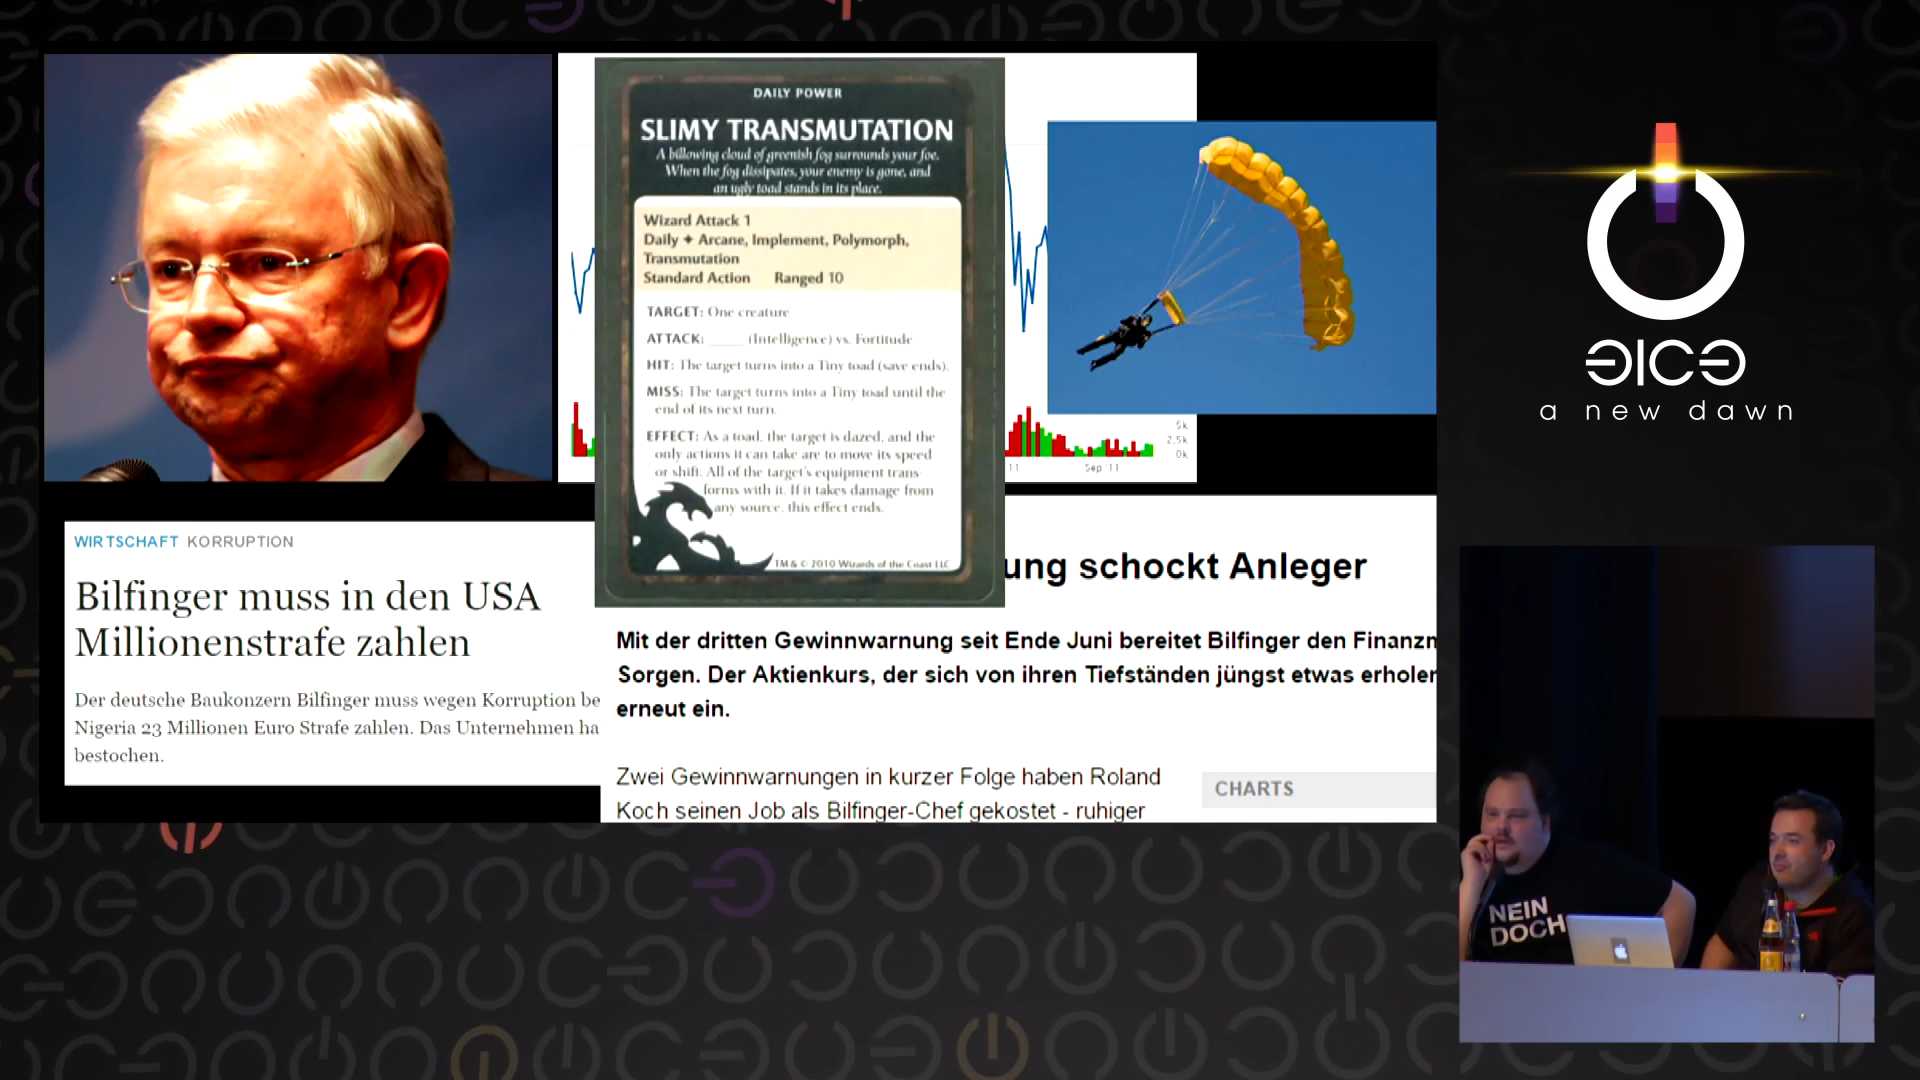 DAILY POWER
SLIMY TRANSMUTATION
A billowing cloud of greenish fog surrounds your foe.
When the fog dissipates, your enemy is gone, and
an ugly toad stands in its place.
Wizard Attack 1
Daily ✦ Arcane, Implement, Polymorph,
Transmutation
Standard Action Ranged 10
TARGET: One creature
ATTACK: _____ (Intelligence) vs. Fortitude
HIT: The target turns into a Tiny toad (save ends).
MISS: The target turns into a Tiny toad until the
end of its next turn.
EFFECT: As a toad, the target is dazed, and the
only actions it can take are to move its speed
or shift. All of the target's equipment trans
forms with it. If it takes damage from
any source, this effect ends.
TM & © 2010 Wizards of the Coast LLC
5k
2.5k
0k
11
Sep '11
WIRTSCHAFT KORRUPTION
Bilfinger muss in den USA
Millionenstrafe zahlen
Der deutsche Baukonzern Bilfinger muss wegen Korruption be
Nigeria 23 Millionen Euro Strafe zahlen. Das Unternehmen ha
bestochen.
ung schockt Anleger
Mit der dritten Gewinnwarnung seit Ende Juni bereitet Bilfinger den Finanzm
Sorgen. Der Aktienkurs, der sich von ihren Tiefständen jüngst etwas erholen
erneut ein.
Zwei Gewinnwarnungen in kurzer Folge haben Roland
Koch seinen Job als Bilfinger-Chef gekostet - ruhiger
CHARTS
a new dawn
NEIN
DOCH